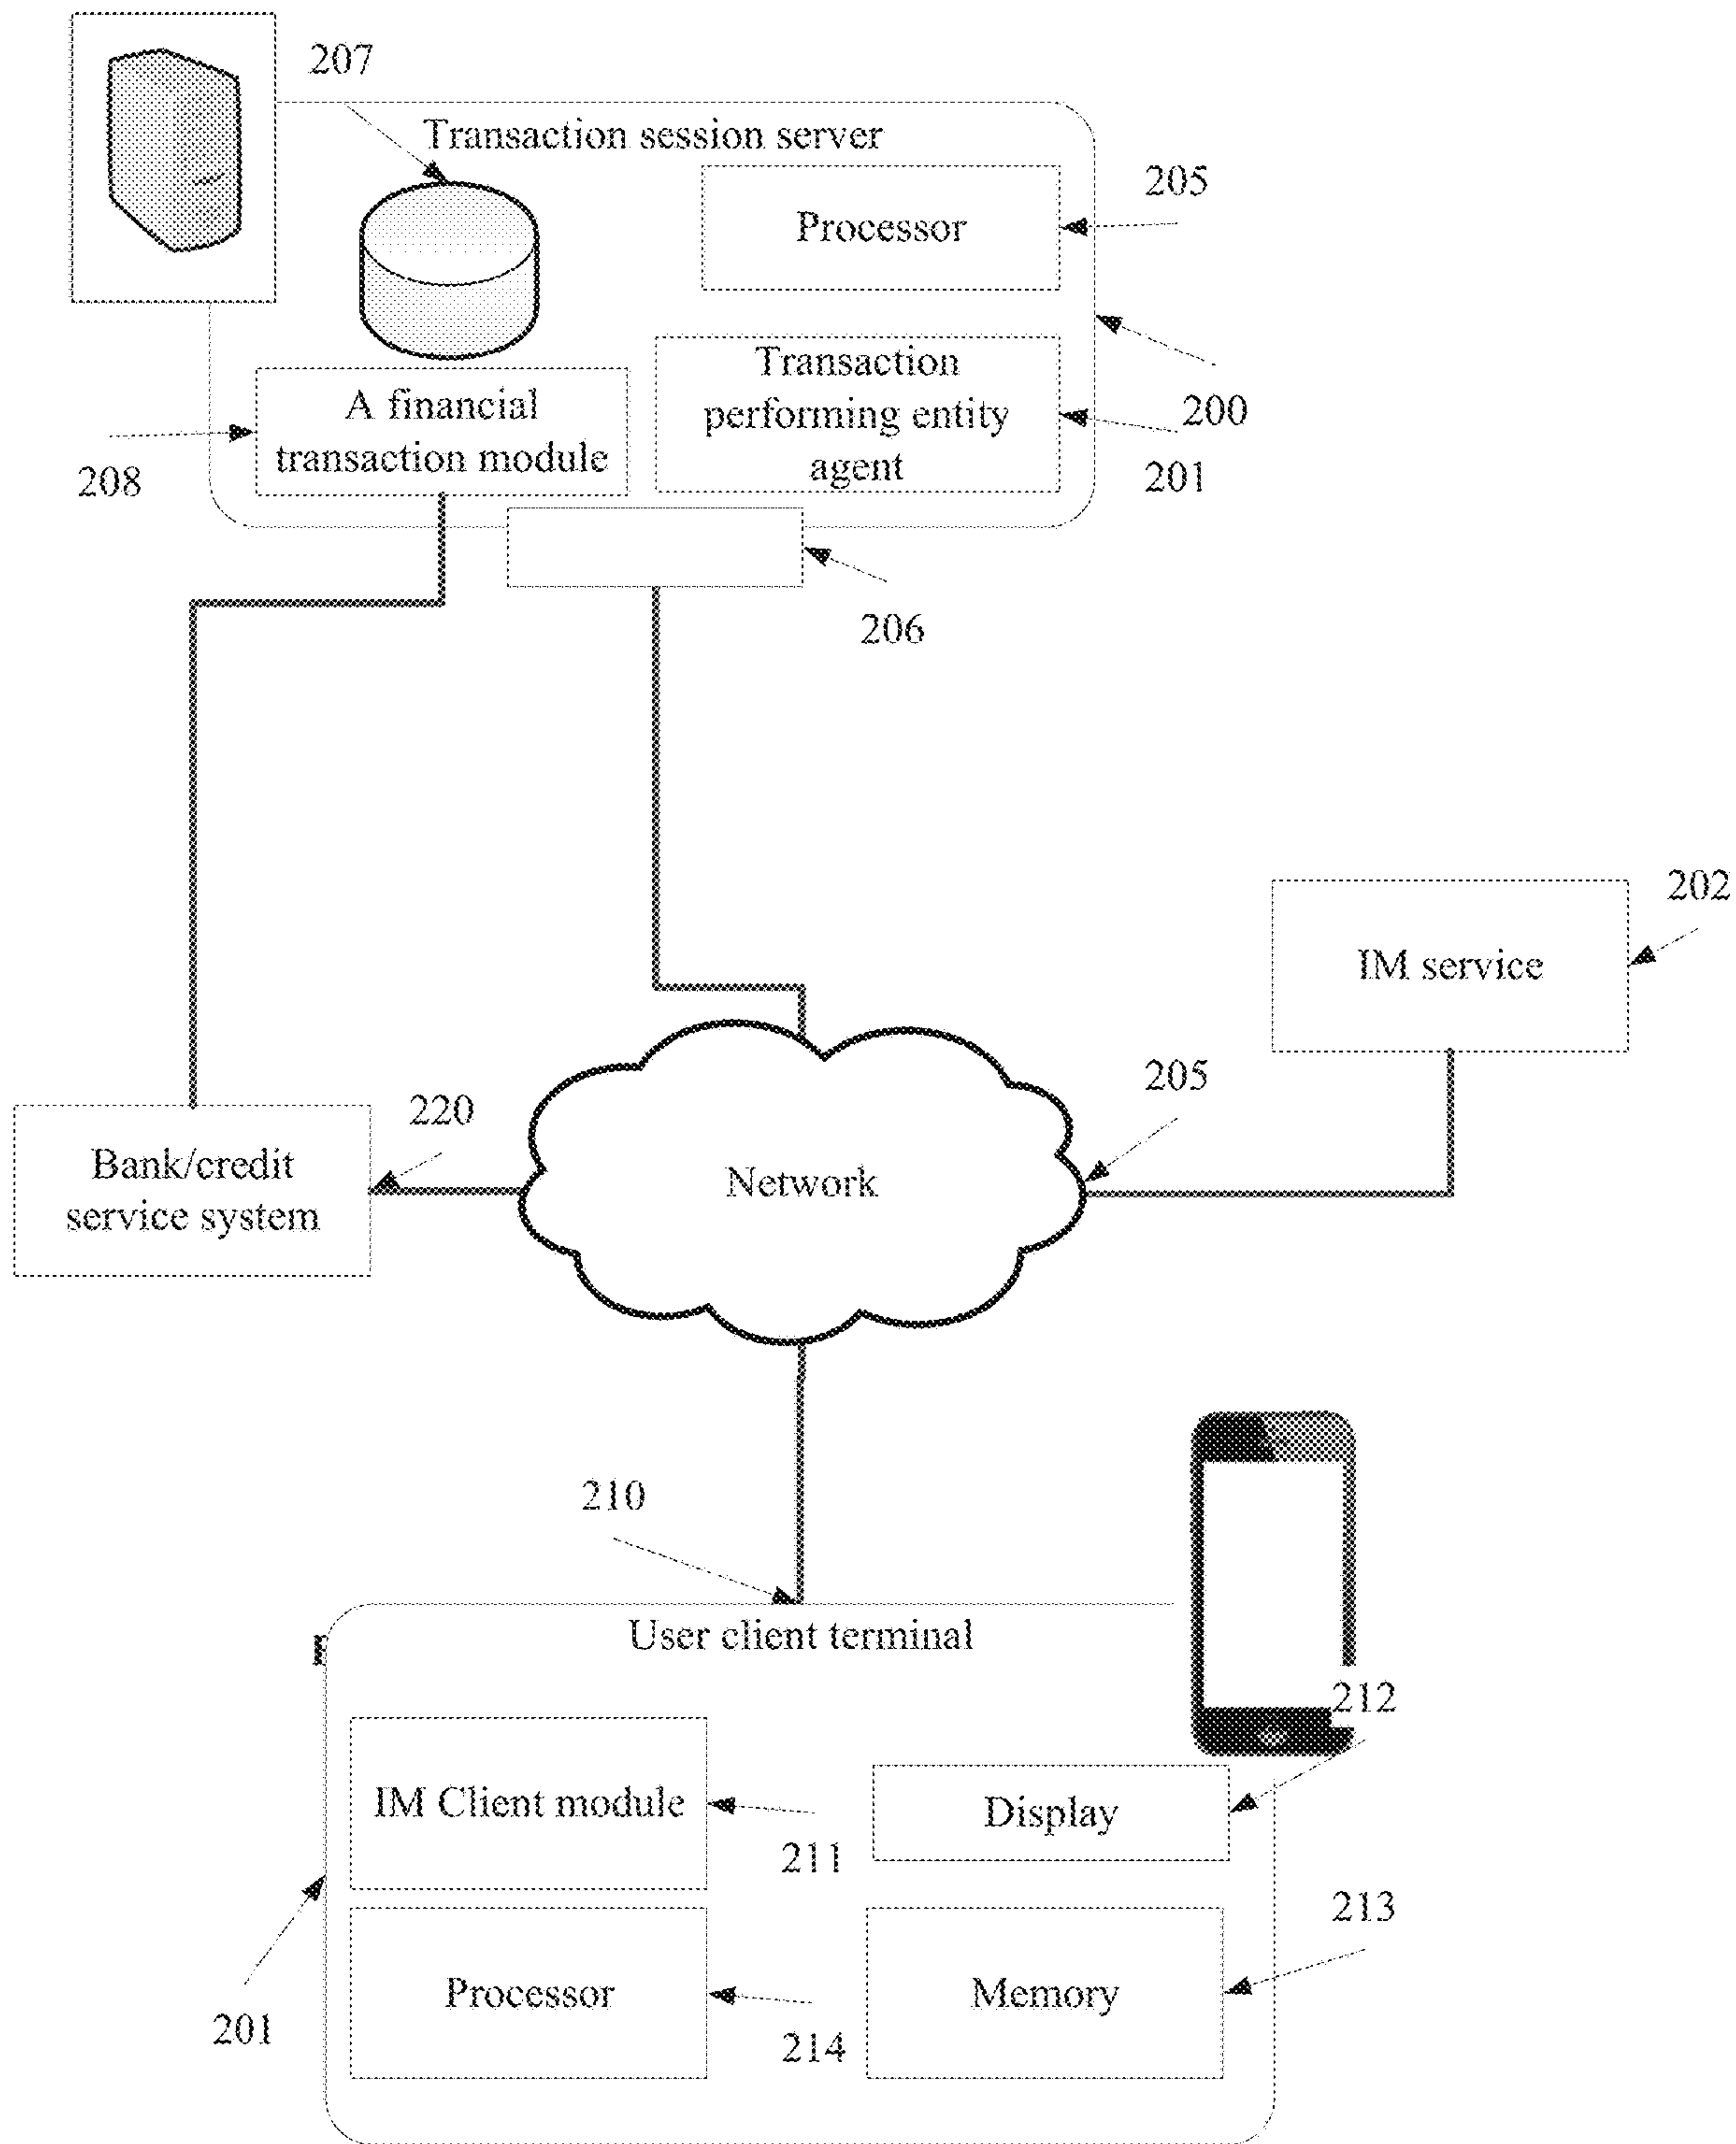 207
Transaction session server
205
Processor
Transaction
performing entity
agent
200
A financial
transaction module
201
208
206
202
IM service
205
220
Network
Bank/credit
service system
210
User client terminal
212
IM Client module
Display
211
213
Processor
Memory
201
214